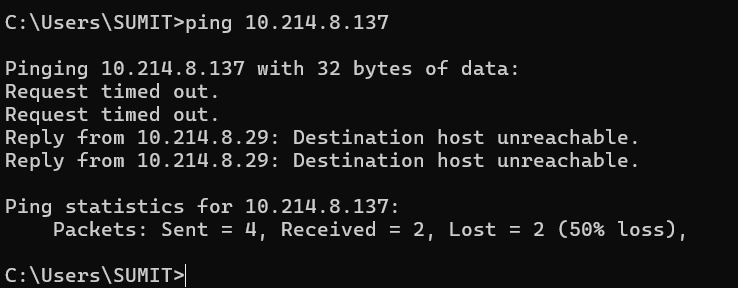 C:\Users\SUMIT>ping 10.214.8.137
Pinging 10.214.8.137 with 32 bytes of data:
Request timed out.
Request timed out.
Reply from 10.214.8.29: Destination host unreachable.
Reply from 10.214.8.29: Destination host unreachable.
Ping statistics for 10.214.8.137:
    Packets: Sent = 4, Received = 2, Lost = 2 (50% loss),
C:\Users\SUMIT>